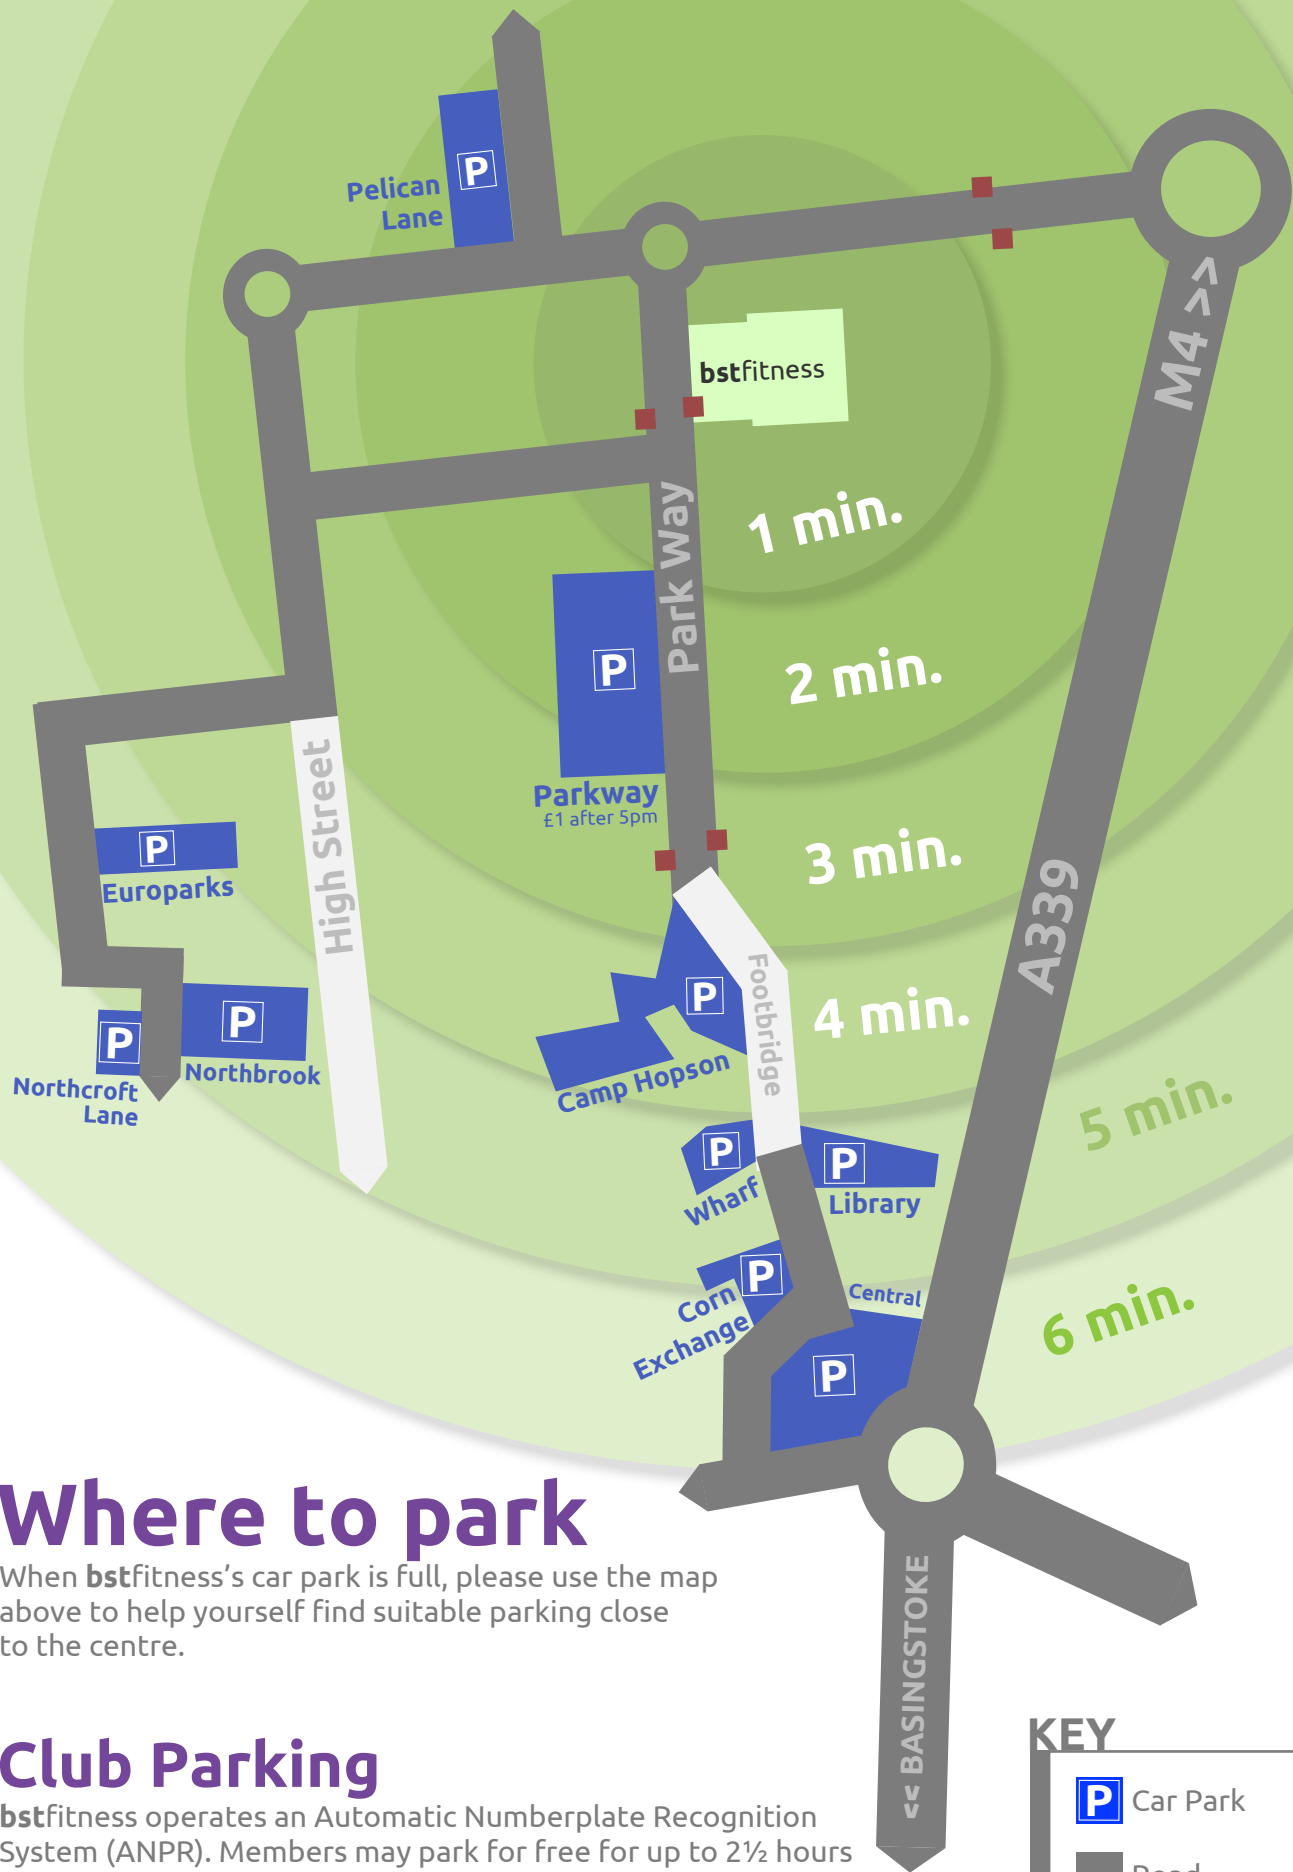 P
Pelican
Lane
M4 >>
bstfitness
1 min.
Park Way
2 min.
P
Parkway
£1 after 5pm
High Street
3 min.
P
Europarks
A339
Footbridge
P
4 min.
P
P
Northbrook
Northcroft
Lane
Camp Hopson
5 min.
P
Wharf
P
Library
P
Corn
Exchange
Central
6 min.
P
Where to park
When bstfitness’s car park is full, please use the map
above to help yourself find suitable parking close
to the centre.
<< BASINGSTOKE
Club Parking
bstfitness operates an Automatic Numberplate Recognition
System (ANPR). Members may park for free for up to 2½ hours
KEY
P Car Park
Road